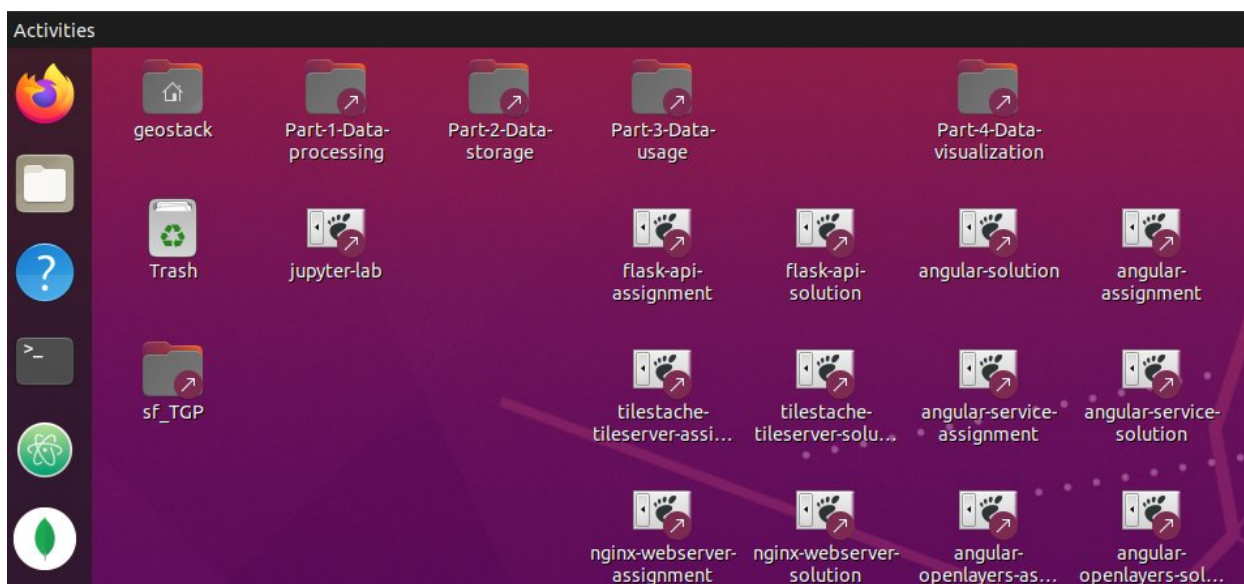 Activities
geostack
Part-1-Data-
processing
Part-2-Data-
storage
Part-3-Data-
usage
Part-4-Data-
visualization
Trash
jupyter-lab
flask-api-
assignment
flask-api-
solution
angular-solution
angular-
assignment
sf_TGP
tilestache-
tileserver-assi...
tilestache-
tileserver-solu...
angular-service-
assignment
angular-service-
solution
nginx-webserver-
assignment
nginx-webserver-
solution
angular-
openlayers-as...
angular-
openlayers-sol...
?
>_